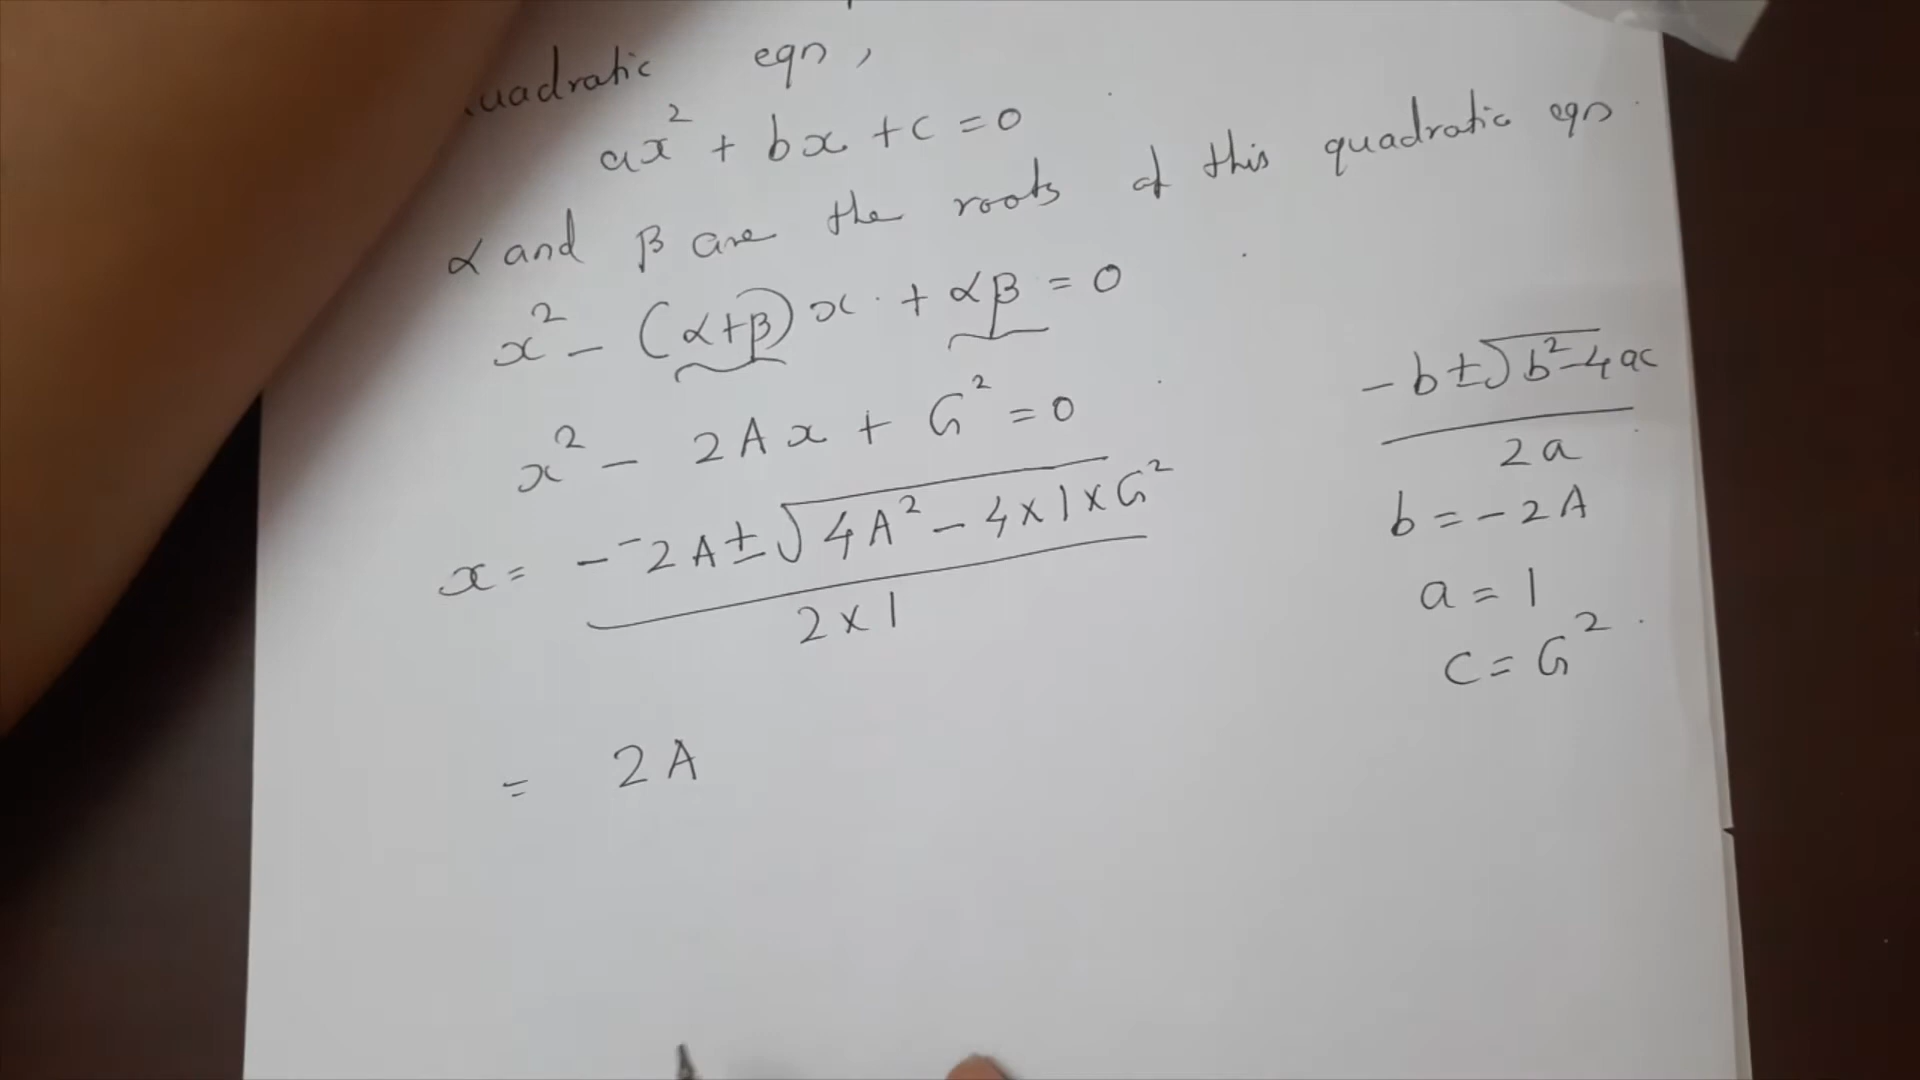 uadratic eqn,
ax² + bx + c = 0
α and β are the roots of this quadratic eqn
x² - (α+β)x + αβ = 0
x² - 2Ax + G² = 0
x = - ⁻2A ± √4A² - 4×1×G²
2×1
= 2A
-b ± √b² - 4ac
2a
b = -2A
a = 1
c = G²